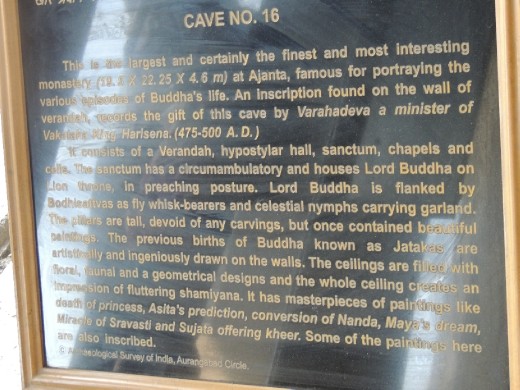 CAVE NO. 16
This is the largest and certainly the finest and most interesting
monastery (19.5 X 22.25 X 4.6 m) at Ajanta, famous for portraying the
various episodes of Buddha's life. An inscription found on the wall of
verandah, records the gift of this cave by Varahadeva a minister of
Vakataka King Harisena. (475-500 A.D.)
It consists of a Verandah, hypostylar hall, sanctum, chapels and
cells. The sanctum has a circumambulatory and houses Lord Buddha on
Lion throne, in preaching posture. Lord Buddha is flanked by
Bodhisattvas as fly whisk-bearers and celestial nymphs carrying garland.
The pillars are tall, devoid of any carvings, but once contained beautiful
paintings. The previous births of Buddha known as Jatakas are
artistically and ingeniously drawn on the walls. The ceilings are filled with
floral, faunal and a geometrical designs and the whole ceiling creates an
impression of fluttering shamiyana. It has masterpieces of paintings like
death of princess, Asita's prediction, conversion of Nanda, Maya's dream,
Miracle of Sravasti and Sujata offering kheer. Some of the paintings here
are also inscribed.
© Archaeological Survey of India, Aurangabad Circle.